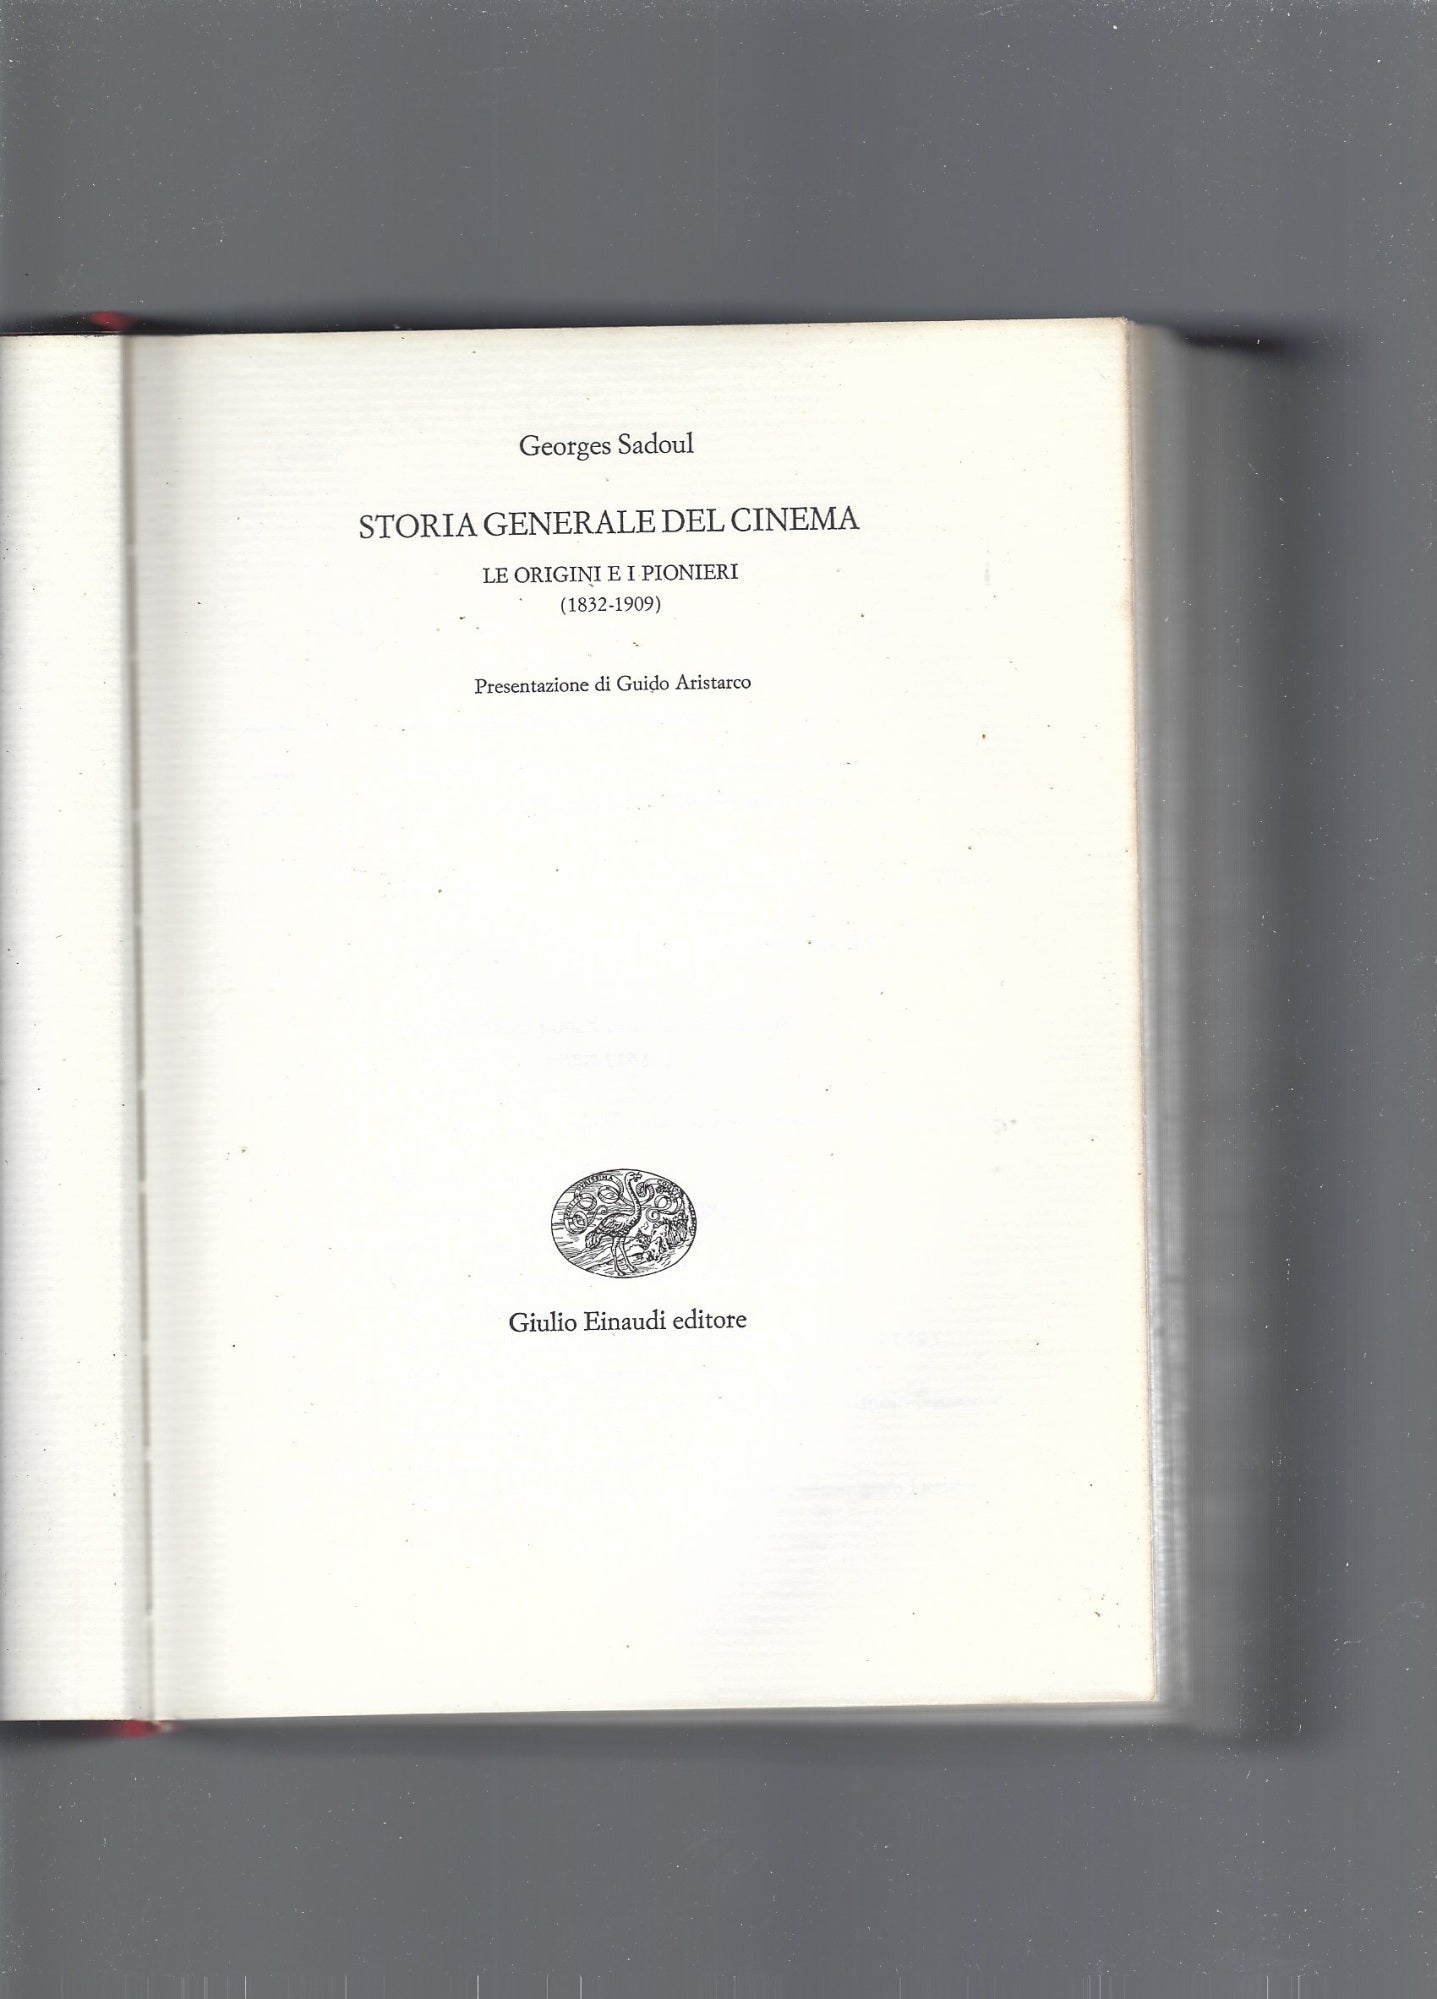 Georges Sadoul
STORIA GENERALE DEL CINEMA
LE ORIGINI E I PIONIERI
(1832-1909)
Presentazione di Guido Aristarco
Giulio Einaudi editore